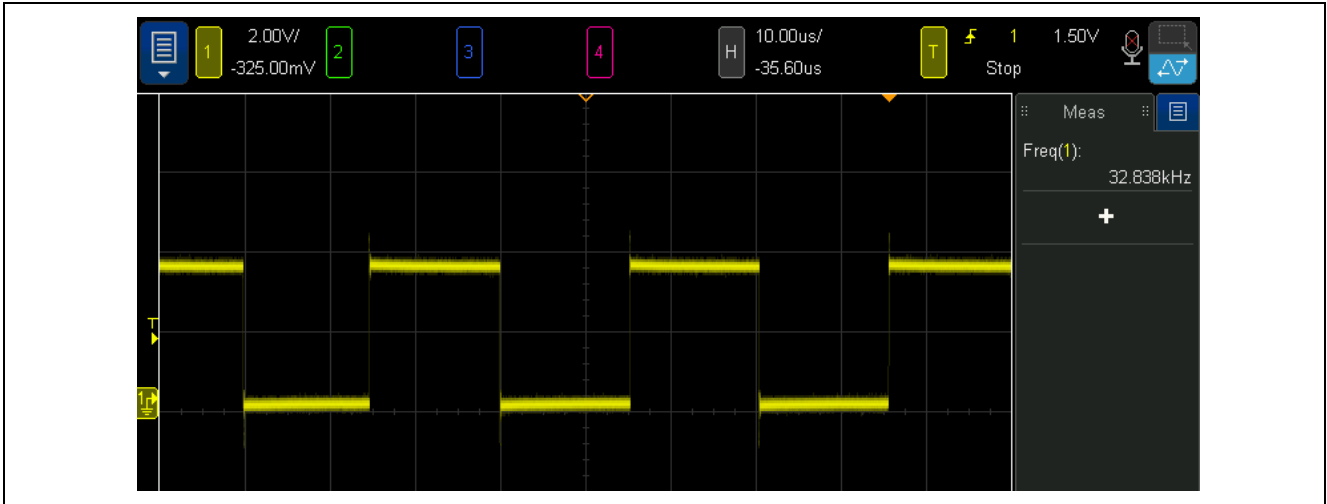 1 2.00V/ 2 3 4 H 10.00us/ T 1 1.50V
-325.00mV -35.60us Stop
Meas
Freq(1):
32.838kHz
+
T
1